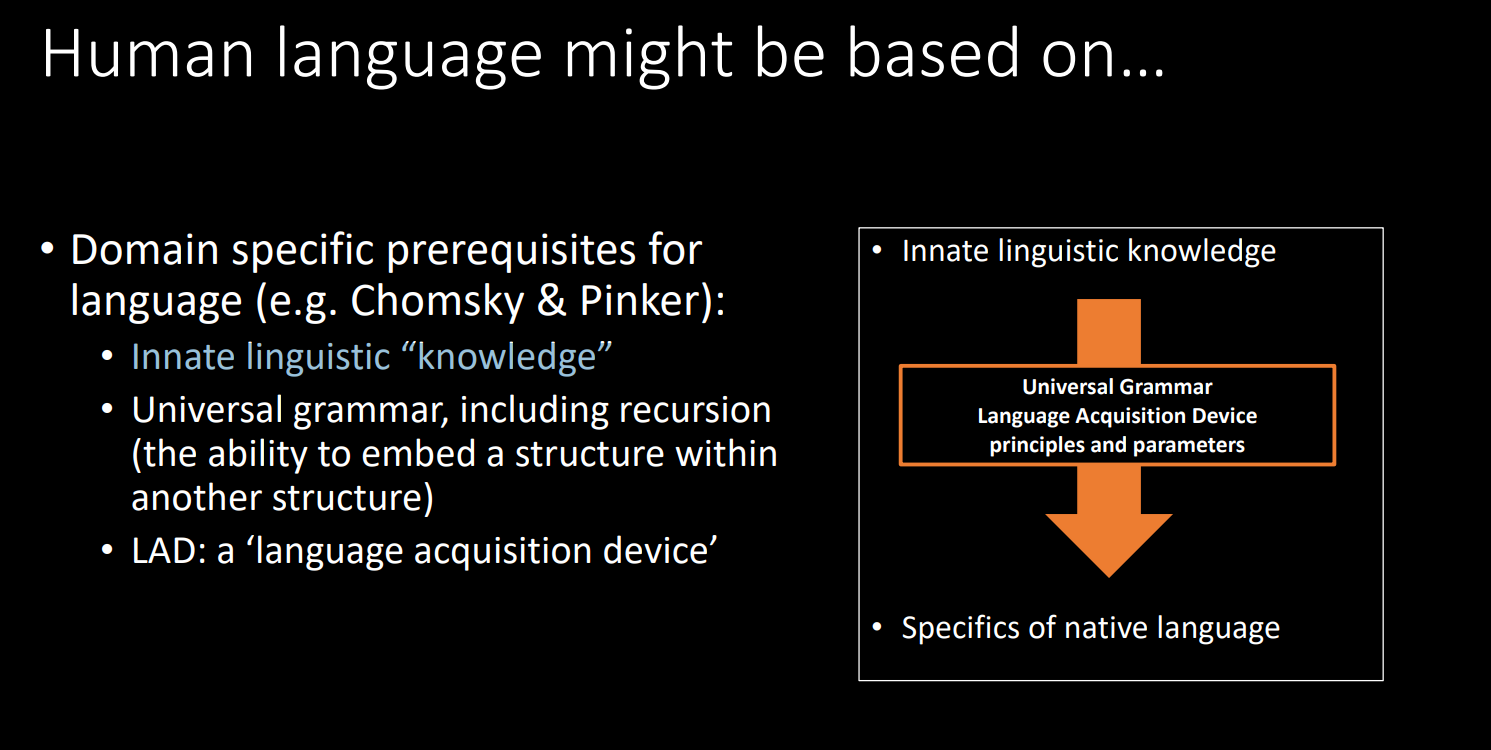 Human language might be based on…
• Domain specific prerequisites for
language (e.g. Chomsky & Pinker):
• Innate linguistic “knowledge”
• Universal grammar, including recursion
(the ability to embed a structure within
another structure)
• LAD: a ‘language acquisition device’
• Innate linguistic knowledge
Universal Grammar
Language Acquisition Device
principles and parameters
• Specifics of native language